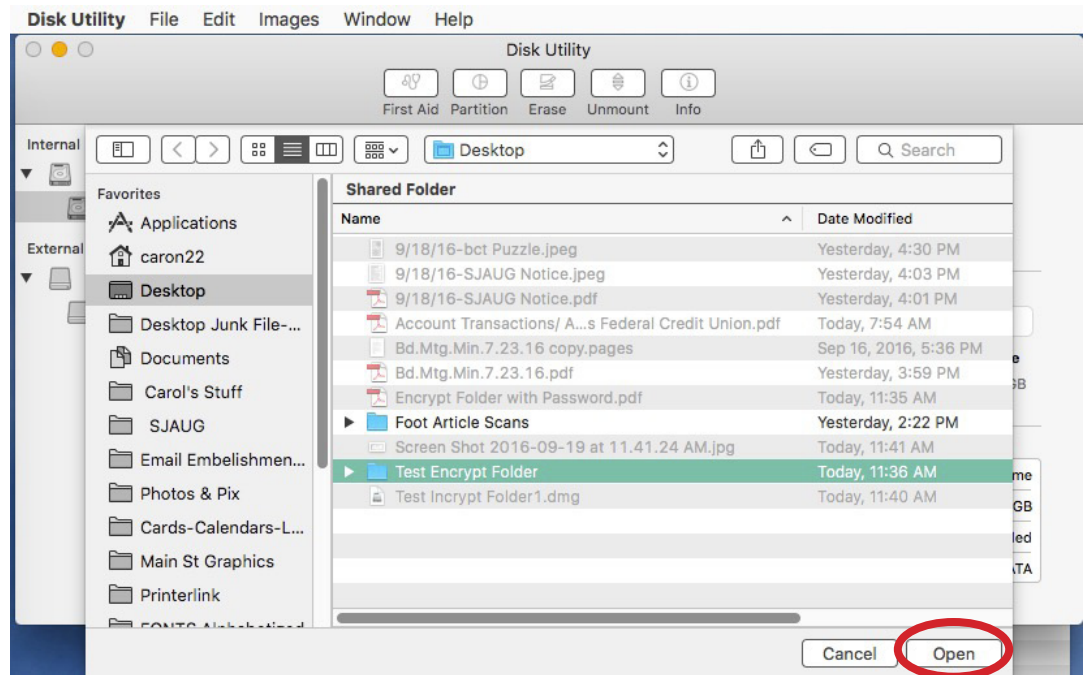 Disk Utility File Edit Images Window Help
Disk Utility
First Aid Partition Erase Unmount Info
Internal
External
Desktop
Search
Favorites
Applications
caron22
Desktop
Desktop Junk File-...
Documents
Carol's Stuff
SJAUG
Email Embelishmen...
Photos & Pix
Cards-Calendars-L...
Main St Graphics
Printerlink
Shared Folder
Name Date Modified
9/18/16-bct Puzzle.jpeg Yesterday, 4:30 PM
9/18/16-SJAUG Notice.jpeg Yesterday, 4:03 PM
9/18/16-SJAUG Notice.pdf Yesterday, 4:01 PM
Account Transactions/ A...s Federal Credit Union.pdf Today, 7:54 AM
Bd.Mtg.Min.7.23.16 copy.pages Sep 16, 2016, 5:36 PM
Bd.Mtg.Min.7.23.16.pdf Yesterday, 3:59 PM
Encrypt Folder with Password.pdf Today, 11:35 AM
Foot Article Scans Yesterday, 2:22 PM
Screen Shot 2016-09-19 at 11.41.24 AM.jpg Today, 11:41 AM
Test Encrypt Folder Today, 11:36 AM
Test Incrypt Folder1.dmg Today, 11:40 AM
e
GB
me
GB
led
ATA
Cancel Open